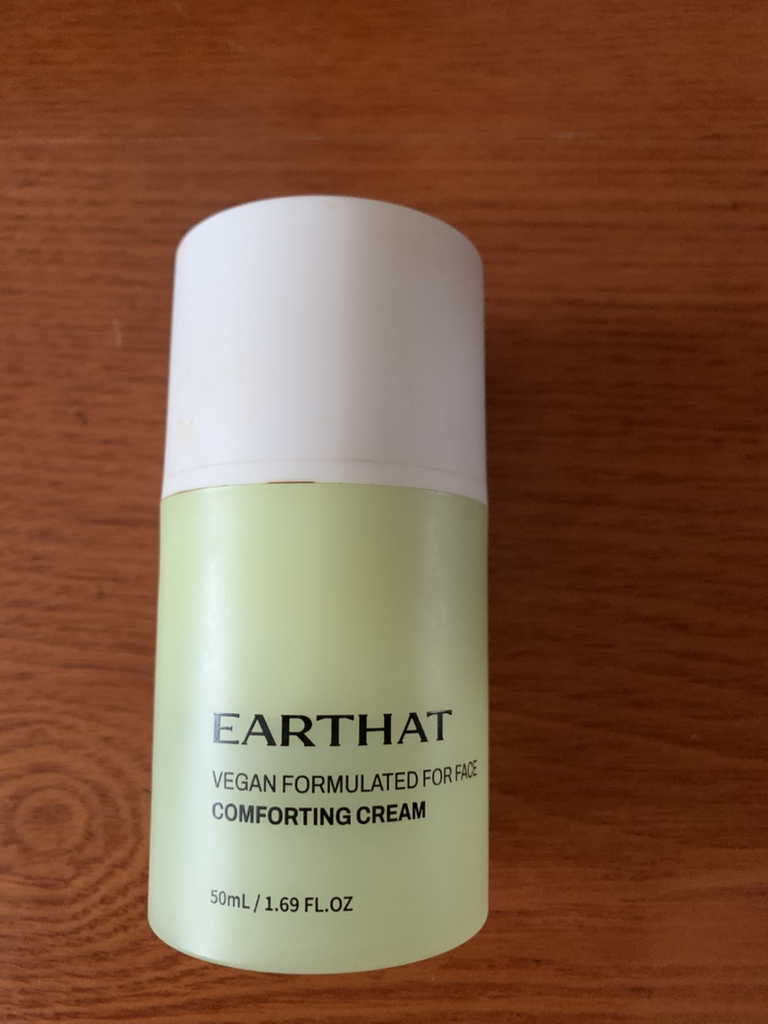 EARTHAT
VEGAN FORMULATED FOR FACE
COMFORTING CREAM
50mL / 1.69 FL.OZ